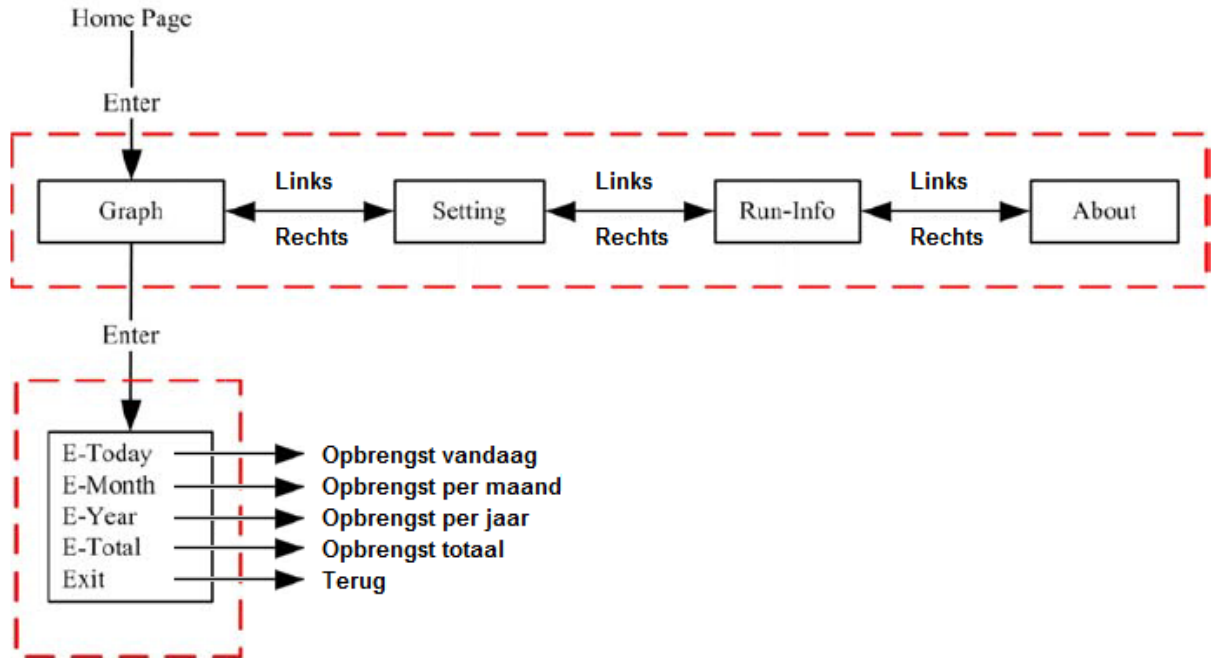 Home Page
Enter
Links
Links
Links
Graph
Setting
Run-Info
About
Rechts
Rechts
Rechts
Enter
E-Today
Opbrengst vandaag
E-Month
Opbrengst per maand
E-Year
Opbrengst per jaar
E-Total
Opbrengst totaal
Exit
Terug